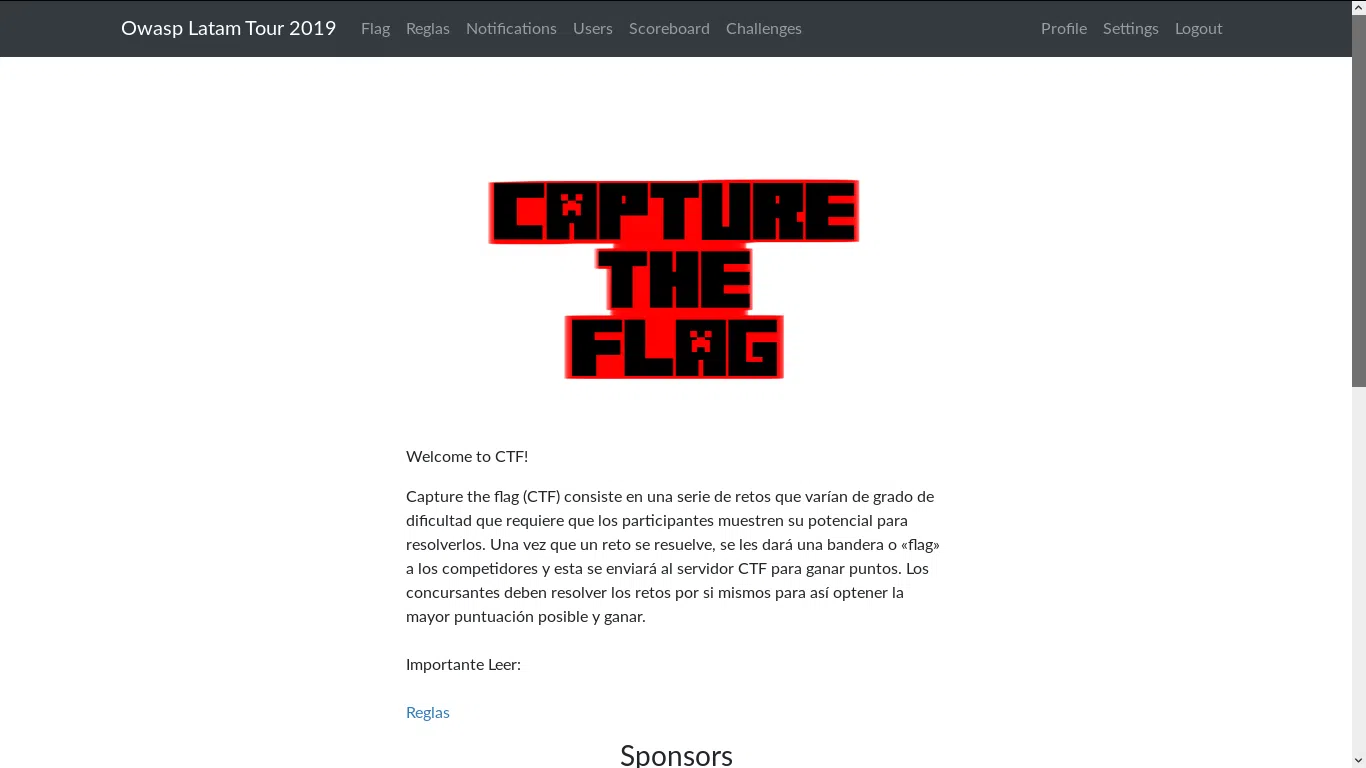 Owasp Latam Tour 2019 Flag Reglas Notifications Users Scoreboard Challenges Profile Settings Logout
CAPTURE
THE
FLAG
Welcome to CTF!
Capture the flag (CTF) consiste en una serie de retos que varían de grado de
dificultad que requiere que los participantes muestren su potencial para
resolverlos. Una vez que un reto se resuelve, se les dará una bandera o «flag»
a los competidores y esta se enviará al servidor CTF para ganar puntos. Los
concursantes deben resolver los retos por si mismos para así optener la
mayor puntuación posible y ganar.
Importante Leer:
Reglas
Sponsors